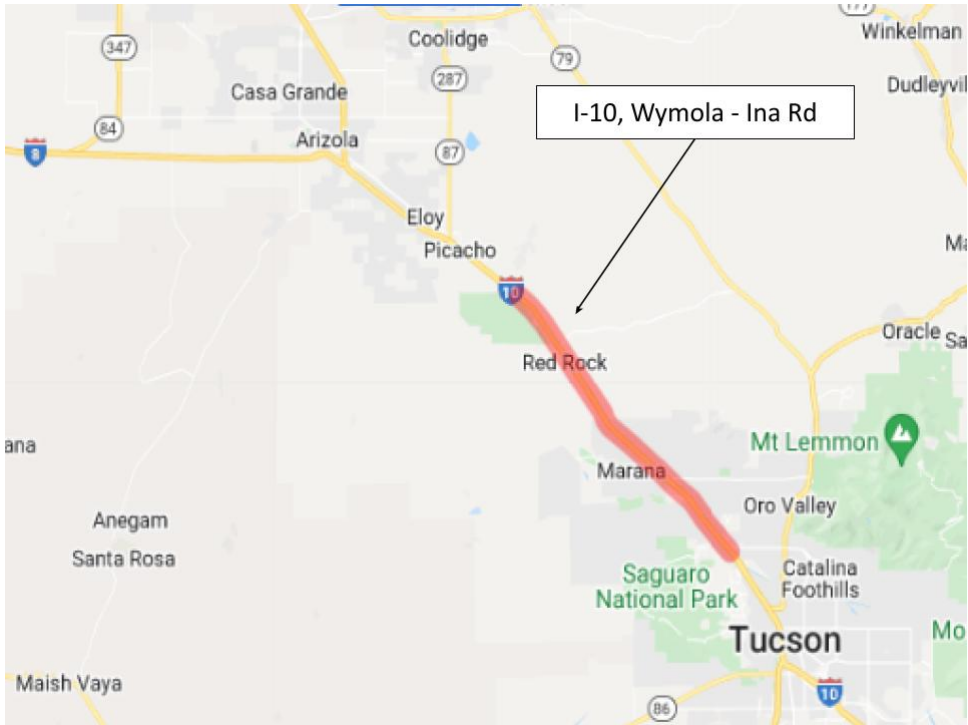 177
Winkelman
Coolidge
347
79
287
Casa Grande
Dudleyvil
I-10, Wymola - Ina Rd
84
Arizola
8
87
Eloy
Picacho
Ma
10
Oracle
Sa
Red Rock
ana
Mt Lemmon
Marana
Oro Valley
Anegam
Santa Rosa
Saguaro
National Park
Catalina
Foothills
Tucson
Mo
Maish Vaya
10
86